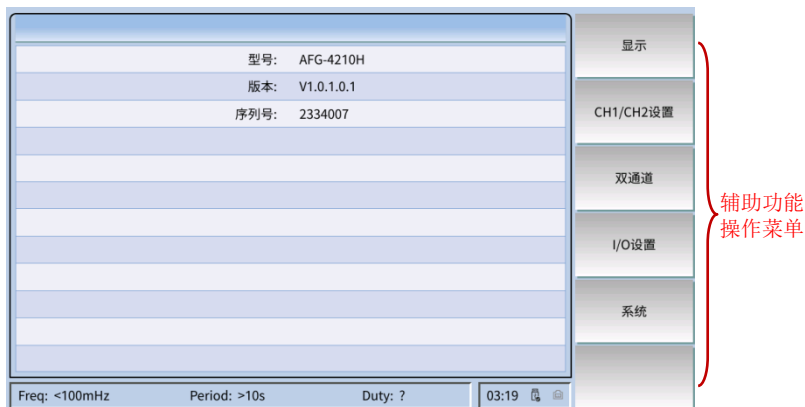 型号: AFG-4210H
版本: V1.0.1.0.1
序列号: 2334007
显示
CH1/CH2设置
双通道
I/O设置
系统
辅助功能
操作菜单
Freq: <100mHz Period: >10s Duty: ? 03:19